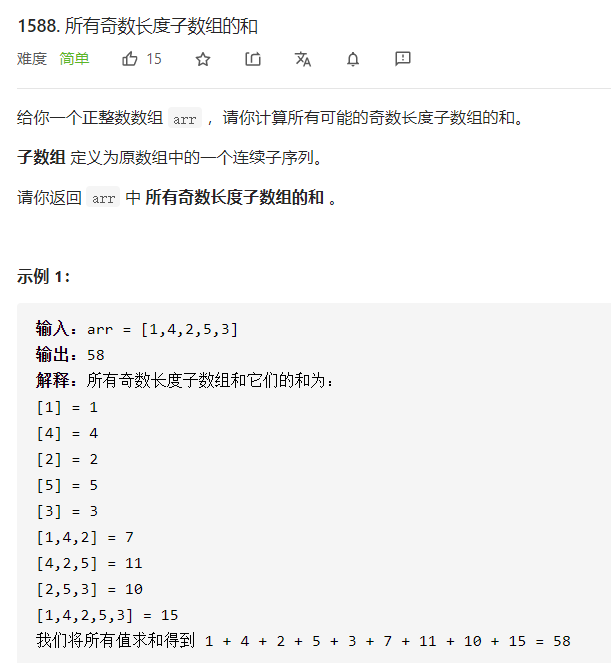 1588. 所有奇数长度子数组的和
难度 简单 15
给你一个正整数数组 arr ，请你计算所有可能的奇数长度子数组的和。
子数组 定义为原数组中的一个连续子序列。
请你返回 arr 中 所有奇数长度子数组的和 。
示例 1：
输入：arr = [1,4,2,5,3]
输出：58
解释：所有奇数长度子数组和它们的和为：
[1] = 1
[4] = 4
[2] = 2
[5] = 5
[3] = 3
[1,4,2] = 7
[4,2,5] = 11
[2,5,3] = 10
[1,4,2,5,3] = 15
我们将所有值求和得到 1 + 4 + 2 + 5 + 3 + 7 + 11 + 10 + 15 = 58